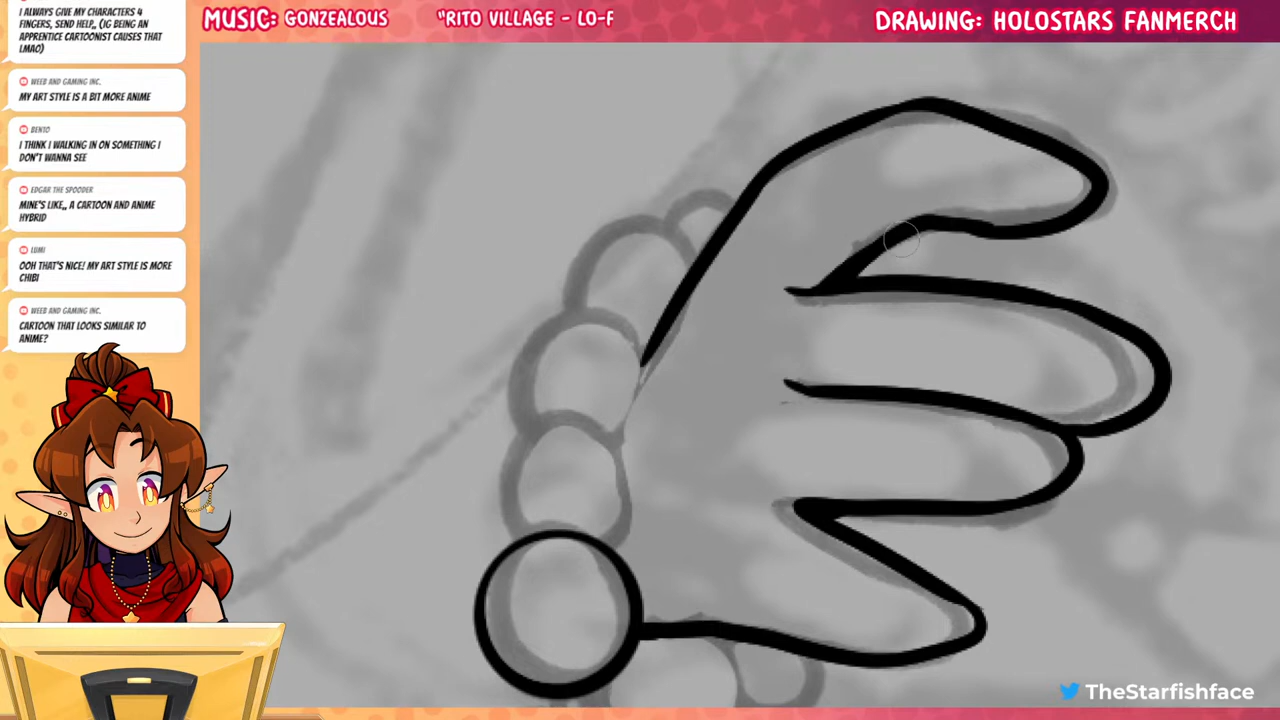 MUSIC: GONZEALOUS "RITO VILLAGE - LO-F
DRAWING: HOLOSTARS FANMERCH
I ALWAYS GIVE MY CHARACTERS 4
FINGERS, SEND HELP,, (IG BEING AN
APPRENTICE CARTOONIST CAUSES THAT
LMAO)
WEEB AND GAMING INC.
MY ART STYLE IS A BIT MORE ANIME
BENTO
I THINK I WALKING IN ON SOMETHING I
DON'T WANNA SEE
EDGAR THE SPOODER
MINE'S LIKE,, A CARTOON AND ANIME
HYBRID
LUMI
OOH THAT'S NICE! MY ART STYLE IS MORE
CHIBI
WEEB AND GAMING INC.
CARTOON THAT LOOKS SIMILAR TO
ANIME?
TheStarfishface